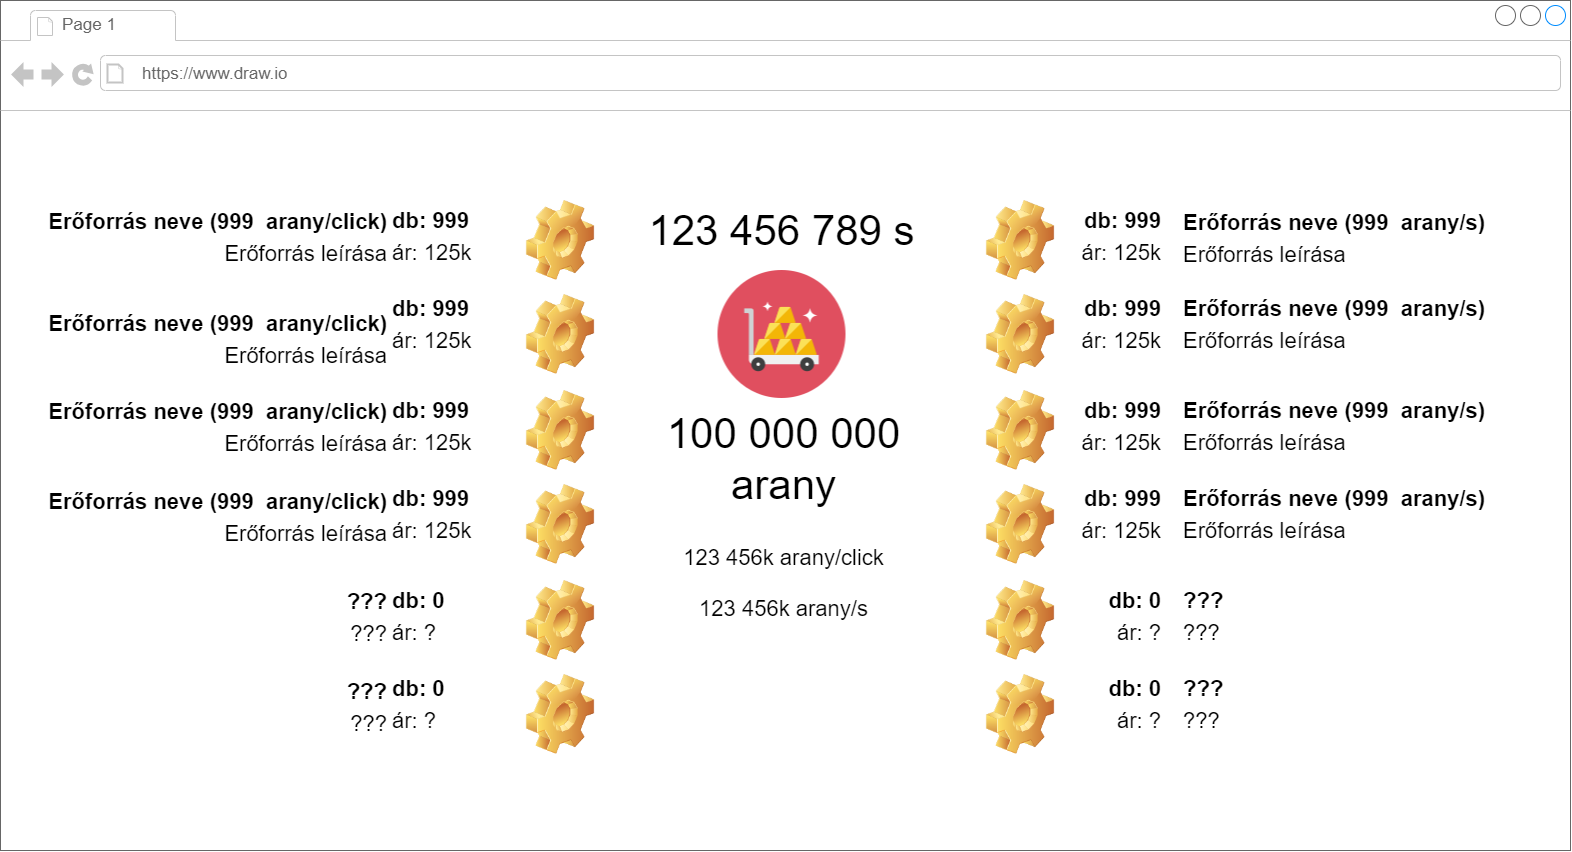 Page 1
https://www.draw.io
Erőforrás neve (999  arany/click) db: 999
Erőforrás leírása ár: 125k
Erőforrás neve (999  arany/click) db: 999
Erőforrás leírása ár: 125k
Erőforrás neve (999  arany/click) db: 999
Erőforrás leírása ár: 125k
Erőforrás neve (999  arany/click) db: 999
Erőforrás leírása ár: 125k
??? db: 0
??? ár: ?
??? db: 0
??? ár: ?
123 456 789 s
100 000 000
arany
123 456k arany/click
123 456k arany/s
db: 999 Erőforrás neve (999  arany/s)
ár: 125k Erőforrás leírása
db: 999 Erőforrás neve (999  arany/s)
ár: 125k Erőforrás leírása
db: 999 Erőforrás neve (999  arany/s)
ár: 125k Erőforrás leírása
db: 999 Erőforrás neve (999  arany/s)
ár: 125k Erőforrás leírása
db: 0 ???
ár: ? ???
db: 0 ???
ár: ? ???